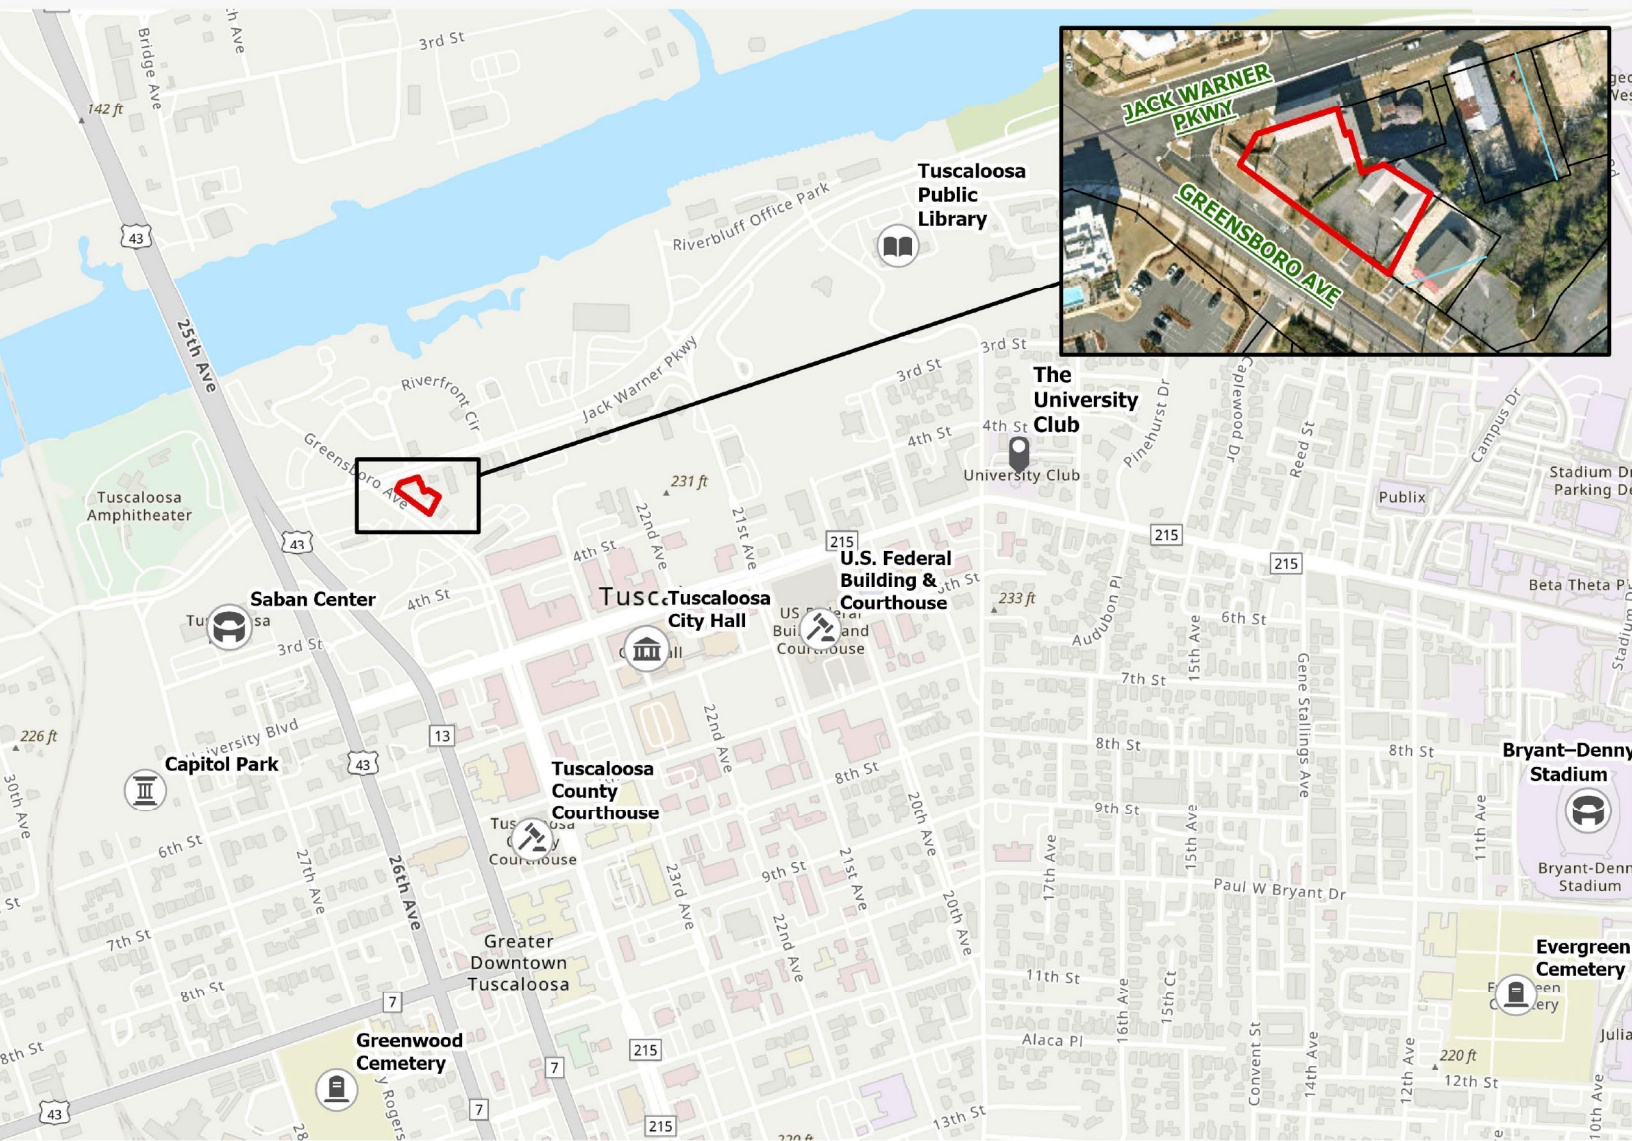 3rd St
Bridge Ave
142 ft
43
JACK WARNER
PKWY
GREENSBORO AVE
Tuscaloosa
Public
Library
Riverbluff Office Park
43
25th Ave
Riverfront Cir
Jack Warner Pkwy
3rd St
3rd St
The
University
Club
4th St
4th St
University Club
Pinehurst Dr
Caplewood Dr
Reed St
Campus Dr
Publix
Greensboro Ave
Tuscaloosa
Amphitheater
231 ft
22nd Ave
21st Ave
215
215
215
43
4th St
4th St
U.S. Federal
Building &
Courthouse
233 ft
Audubon Pl
6th St
15th Ave
Saban Center
3rd St
Tuscaloosa
City Hall
7th St
Gene Stallings Ave
226 ft
University Blvd
Capitol Park
13
43
22nd Ave
8th St
8th St
8th St
Bryant–Denny
Stadium
Tuscaloosa
County
Courthouse
30th Ave
6th St
27th Ave
26th Ave
20th Ave
9th St
9th St
21st Ave
23rd Ave
17th Ave
15th Ave
11th Ave
Stadium
Paul W Bryant Dr
7th St
22nd Ave
20th Ave
Greater
Downtown
Tuscaloosa
Evergreen
Cemetery
11th St
16th Ave
15th Ct
8th St
7
Greenwood
Cemetery
8th St
215
Alaca Pl
Convent St
14th Ave
12th Ave
220 ft
12th St
10th Ave
7
7
43
215
13th St
220 ft